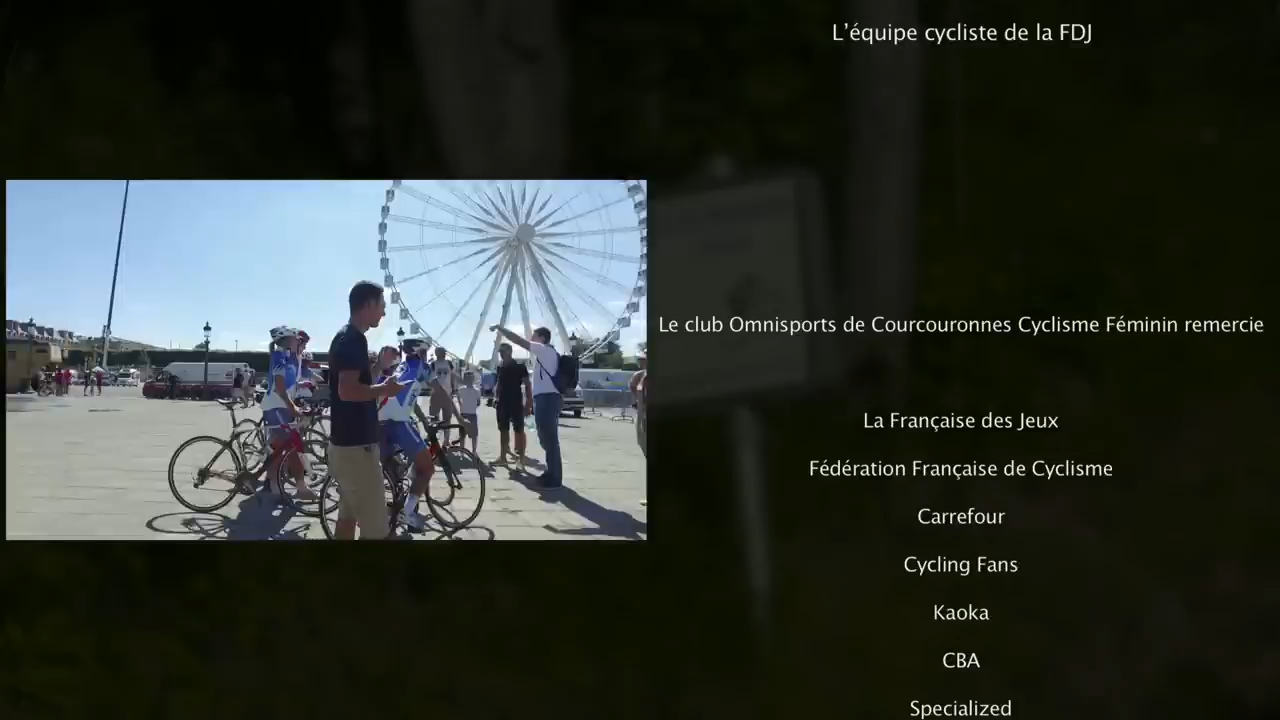 L’équipe cycliste de la FDJ
Le club Omnisports de Courcouronnes Cyclisme Féminin remercie
La Française des Jeux
Fédération Française de Cyclisme
Carrefour
Cycling Fans
Kaoka
CBA
Specialized